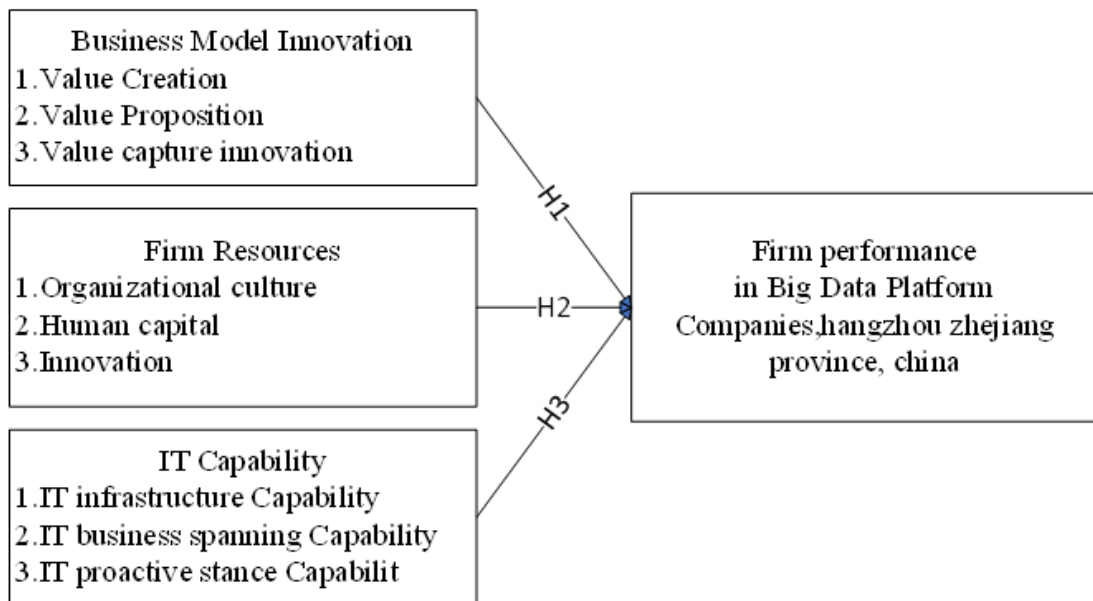 Business Model Innovation
1.Value Creation
2.Value Proposition
3.Value capture innovation
H1
Firm Resources
1.Organizational culture
2.Human capital
3.Innovation
H2
IT Capability
1.IT infrastructure Capability
2.IT business spanning Capability
3.IT proactive stance Capabilit
H3
Firm performance
in Big Data Platform
Companies,hangzhou zhejiang
province, china